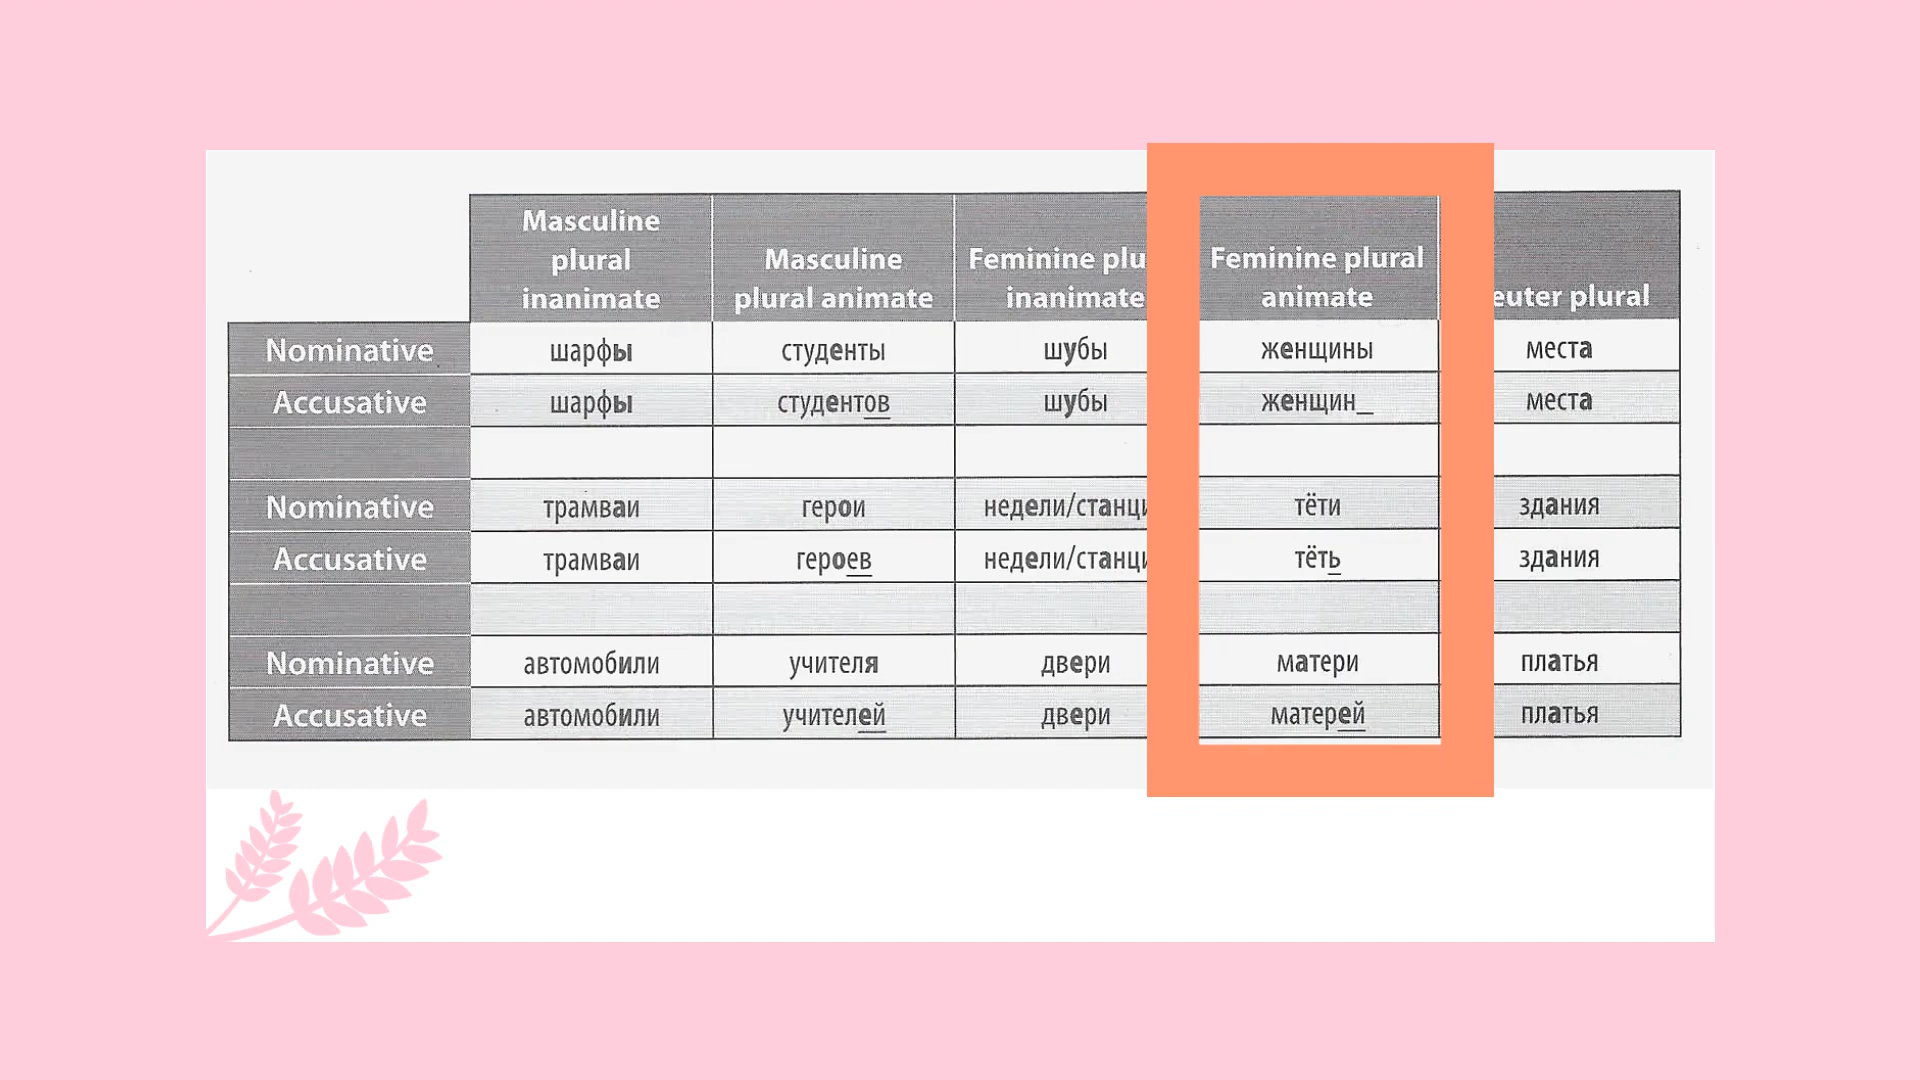 Masculine plural inanimate Masculine plural animate Feminine plu inanimate Feminine plural animate euter plural
Nominative шарфы студенты шубы женщины места
Accusative шарфы студентов шубы женщин_ места
Nominative трамваи герои недели/станци тёти здания
Accusative трамваи героев недели/станци тёть здания
Nominative автомобили учителя двери матери платья
Accusative автомобили учителей двери матерей платья